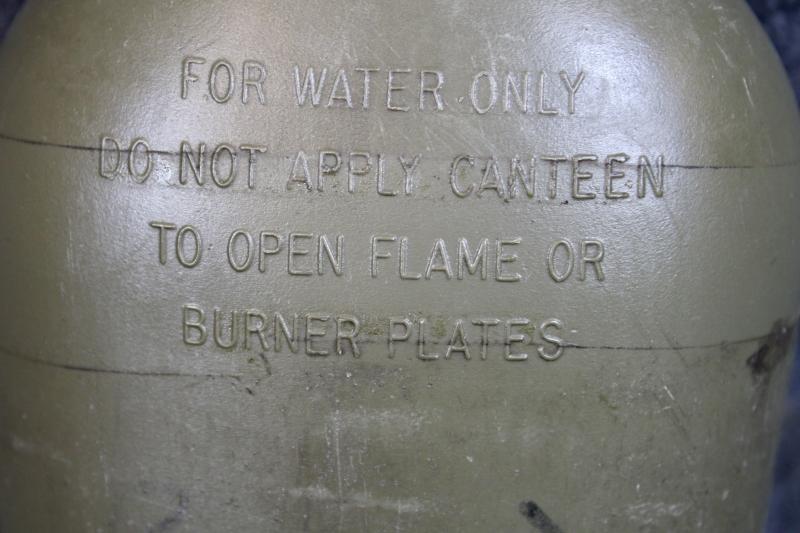 FOR WATER ONLY
DO NOT APPLY CANTEEN
TO OPEN FLAME OR
BURNER PLATES